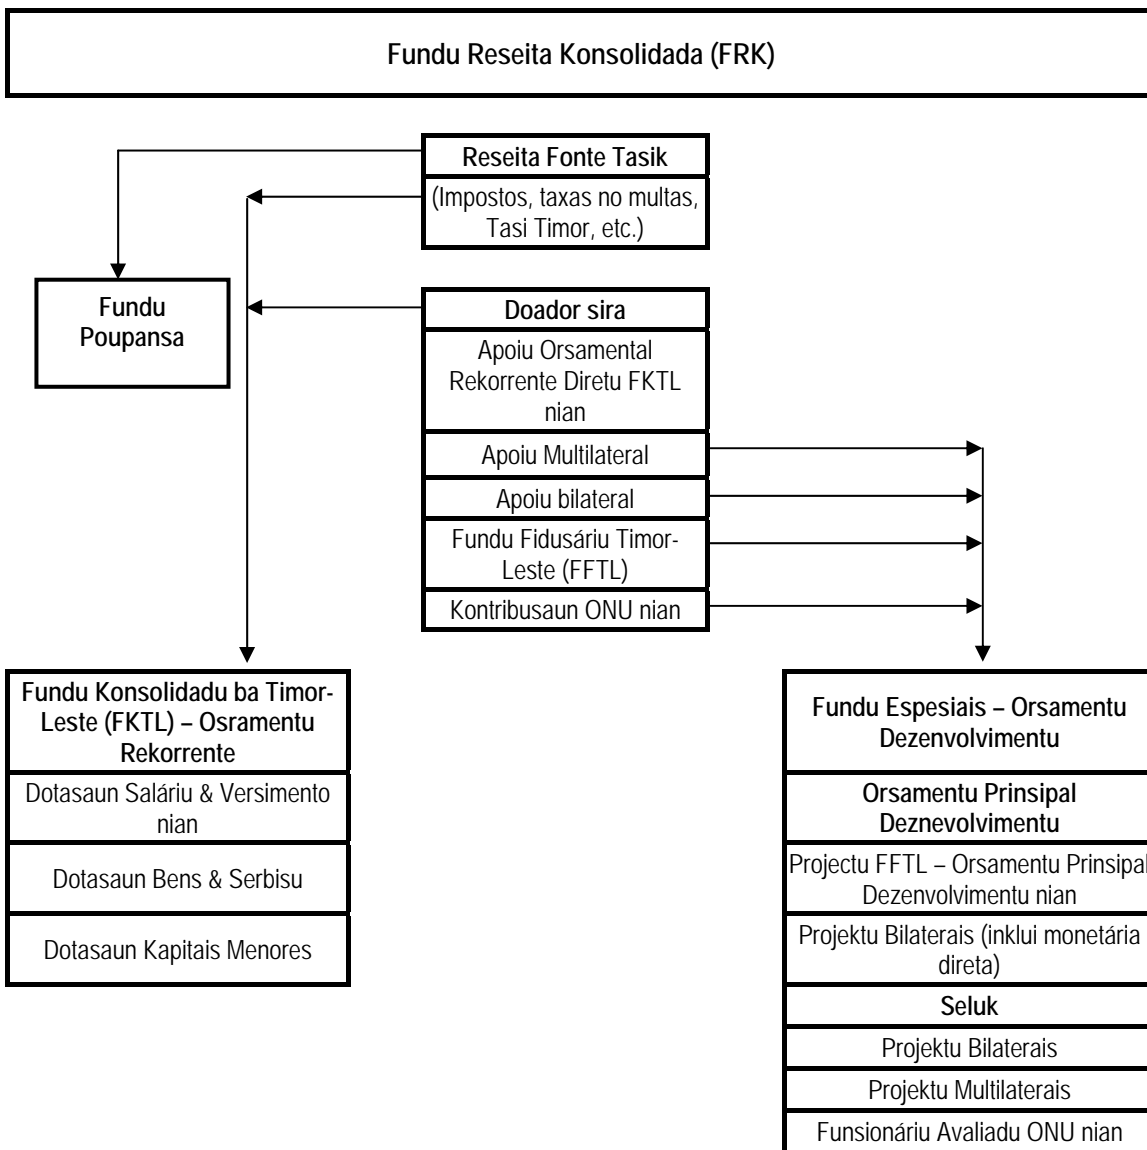 Fundu Reseita Konsolidada (FRK)
Reseita Fonte Tasik
(Impostos, taxas no multas,
Tasi Timor, etc.)
Fundu
Poupansa
Doador sira
Apoiu Orsamental
Rekorrente Diretu FKTL
nian
Apoiu Multilateral
Apoiu bilateral
Fundu Fidusáriu Timor-
Leste (FFTL)
Kontribusaun ONU nian
Fundu Konsolidadu ba Timor-
Leste (FKTL) – Osramentu
Rekorrente
Dotasaun Saláriu & Versimento
nian
Dotasaun Bens & Serbisu
Dotasaun Kapitais Menores
Fundu Espesiais – Orsamentu
Dezenvolvimentu
Orsamentu Prinsipal
Deznevolvimentu
Projectu FFTL – Orsamentu Prinsipal
Dezenvolvimentu nian
Projektu Bilaterais (inklui monetária
direta)
Seluk
Projektu Bilaterais
Projektu Multilaterais
Funsionáriu Avaliadu ONU nian